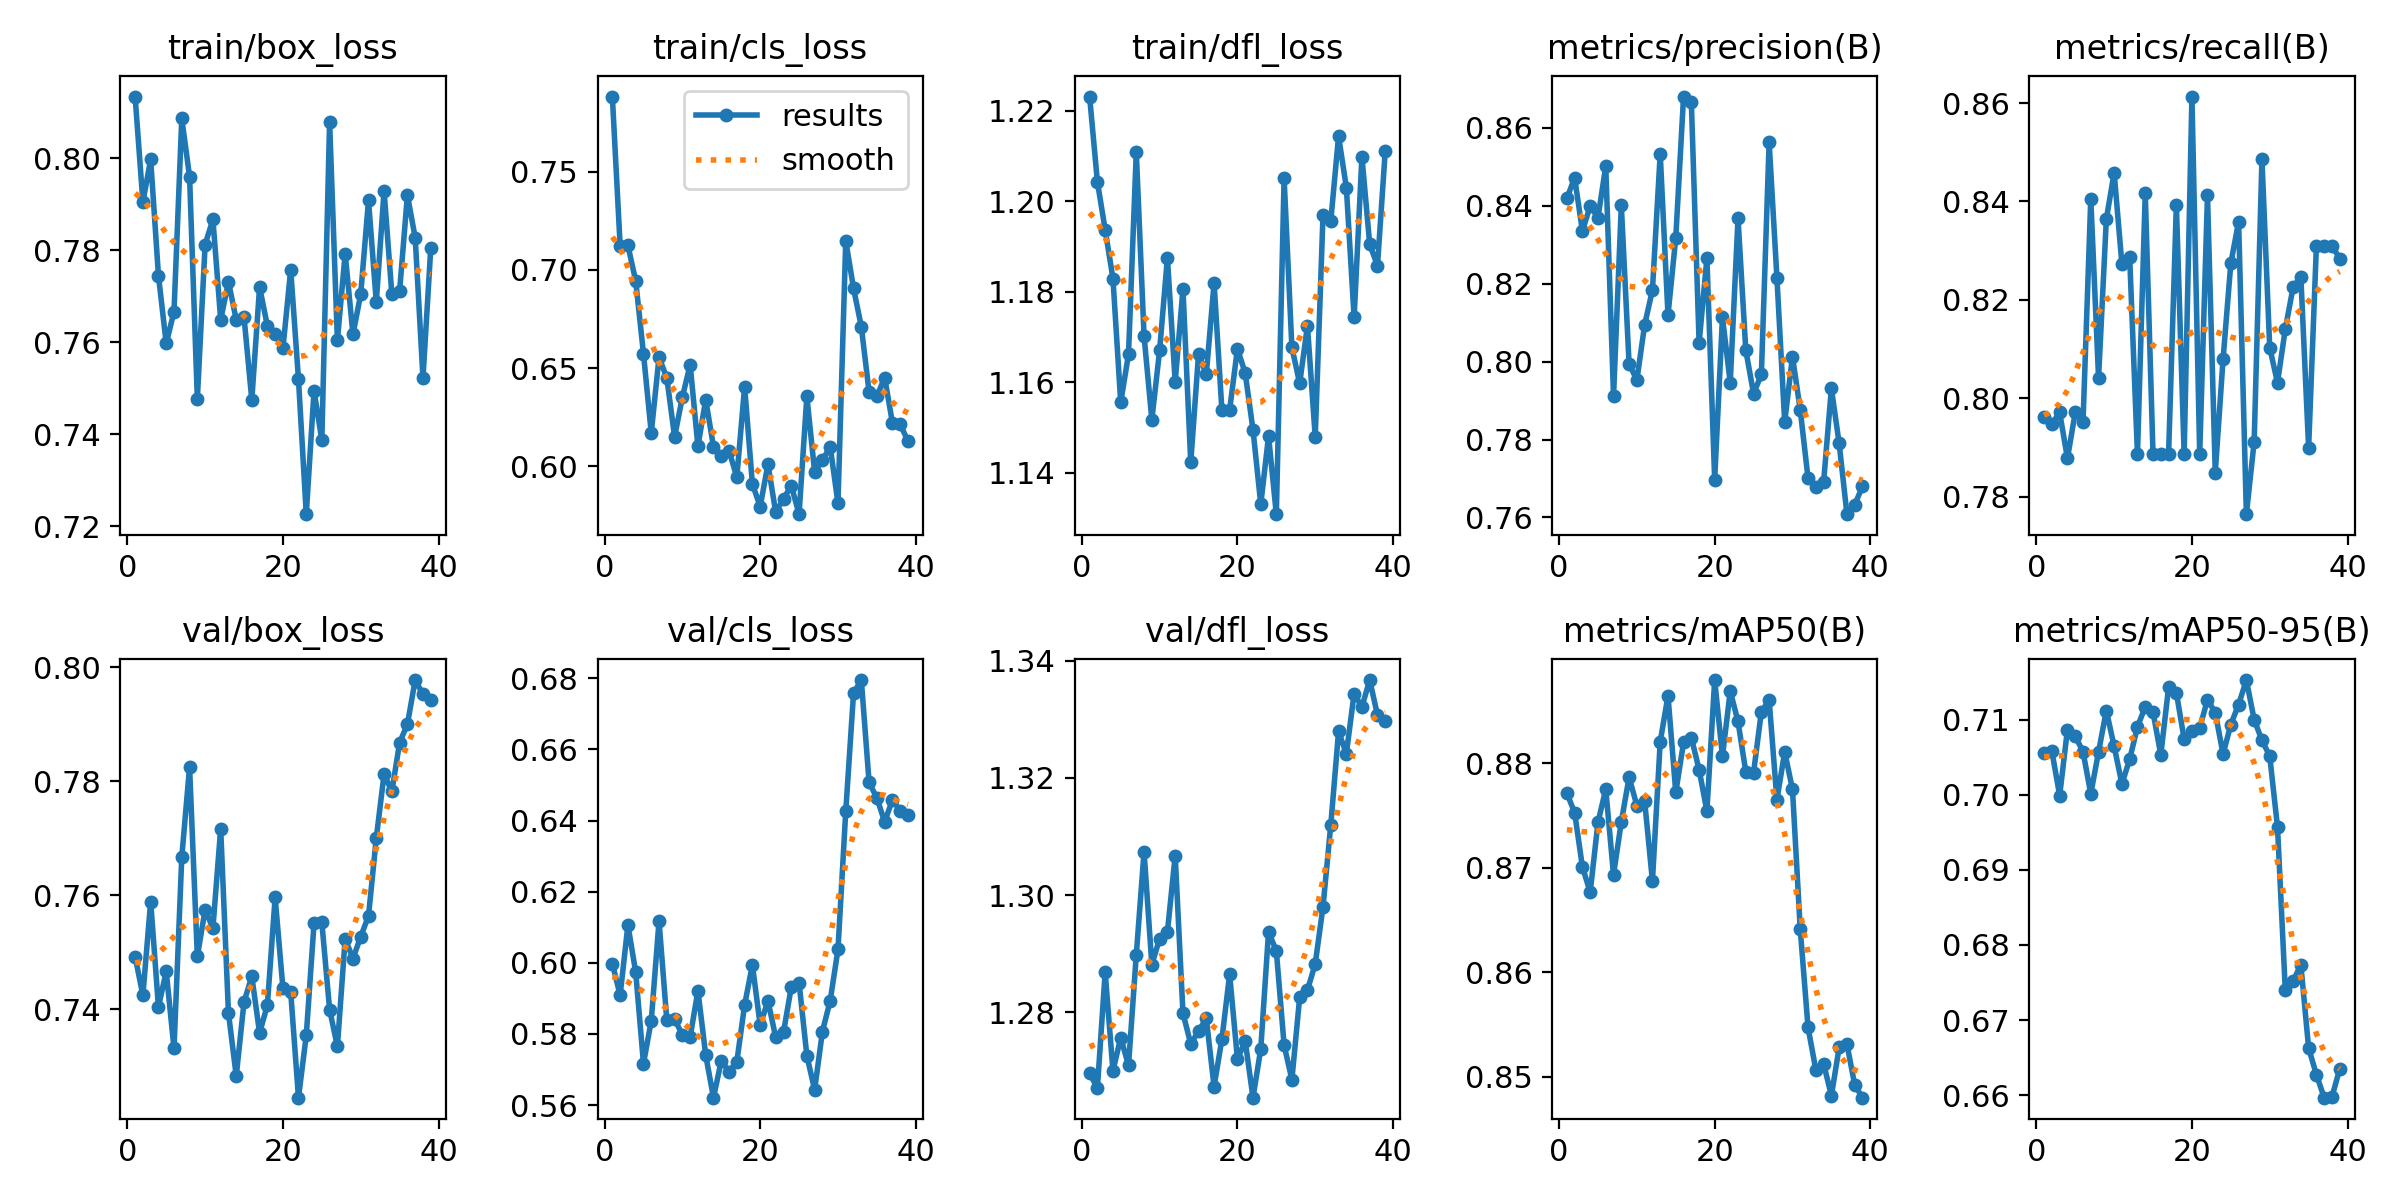 train/box_loss
0.80
0.78
0.76
0.74
0.72
0 20 40
train/cls_loss
results
smooth
0.75
0.70
0.65
0.60
0 20 40
train/dfl_loss
1.22
1.20
1.18
1.16
1.14
0 20 40
metrics/precision(B)
0.86
0.84
0.82
0.80
0.78
0.76
0 20 40
metrics/recall(B)
0.86
0.84
0.82
0.80
0.78
0 20 40
val/box_loss
0.80
0.78
0.76
0.74
0 20 40
val/cls_loss
0.68
0.66
0.64
0.62
0.60
0.58
0.56
0 20 40
val/dfl_loss
1.34
1.32
1.30
1.28
0 20 40
metrics/mAP50(B)
0.88
0.87
0.86
0.85
0 20 40
metrics/mAP50-95(B)
0.71
0.70
0.69
0.68
0.67
0.66
0 20 40